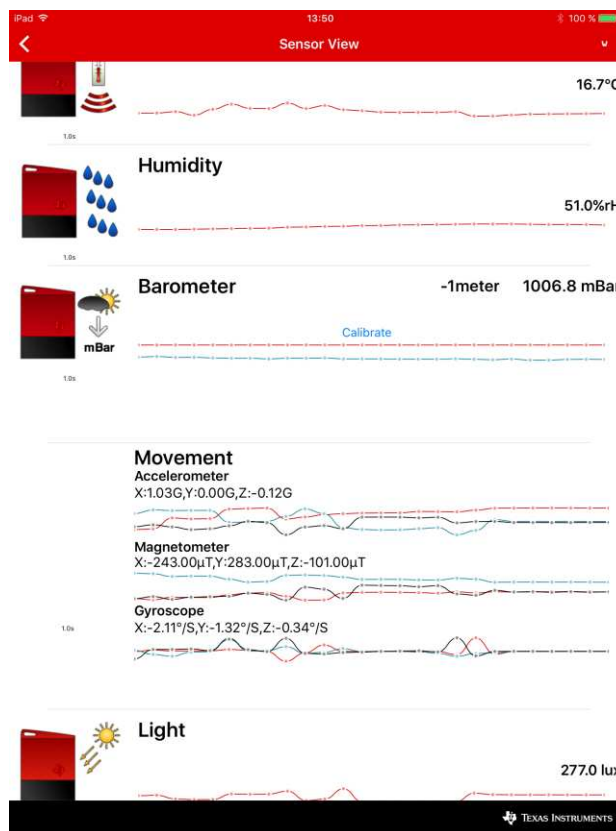 iPad 13:50 100 %
Sensor View
16.7°C
1.0s
Humidity
51.0%rH
1.0s
Barometer -1meter 1006.8 mBar
mBar
Calibrate
1.0s
Movement
Accelerometer
X:1.03G,Y:0.00G,Z:-0.12G
Magnetometer
X:-243.00µT,Y:283.00µT,Z:-101.00µT
Gyroscope
1.0s X:-2.11°/S,Y:-1.32°/S,Z:-0.34°/S
Light
277.0 lux
TEXAS INSTRUMENTS